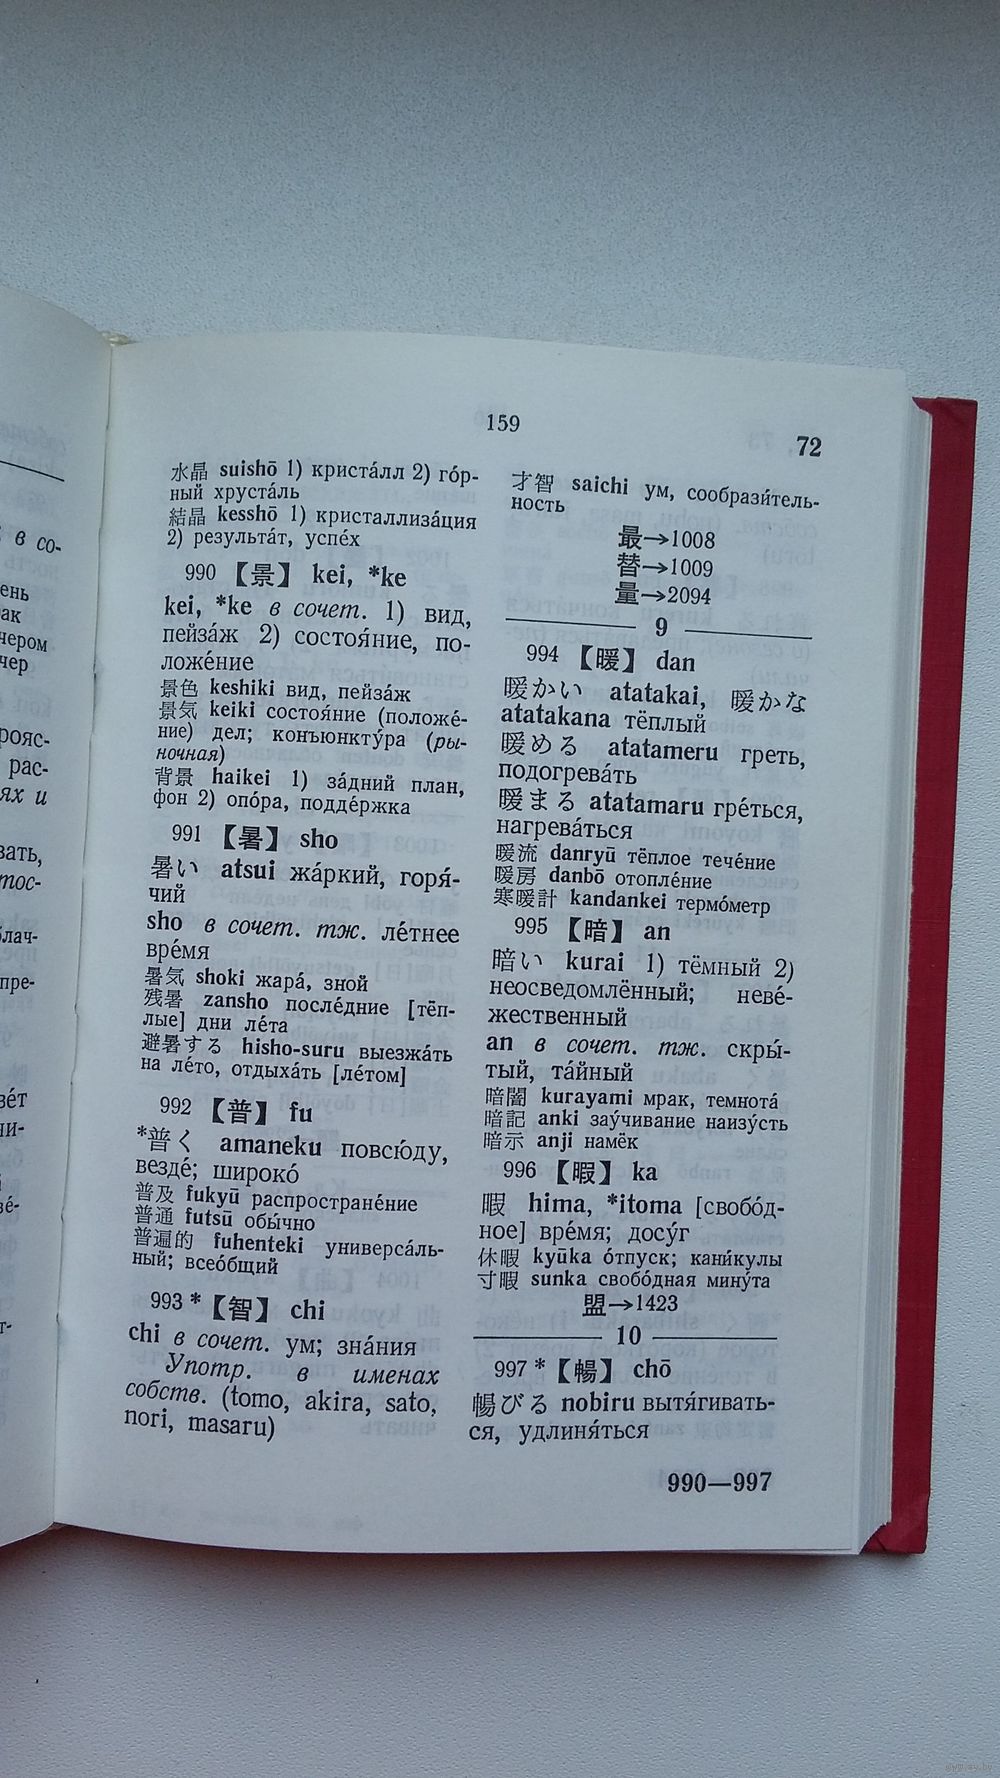 159
72
水晶 suishō 1) криста́лл 2) го́р-
ный хруста́ль
結晶 kesshō 1) кристаллиза́ция
2) результа́т, успе́х
990 【景】 kei, *ke
kei, *ke в сочет. 1) вид,
пейза́ж 2) состоя́ние, по-
ложе́ние
景色 keshiki вид, пейза́ж
景気 keiki состоя́ние (положе́-
ние) дел; конъюнкту́ра (ры-
ночная)
背景 haikei 1) за́дний план,
фон 2) опо́ра, подде́ржка
991 【暑】 sho
暑い atsui жа́ркий, горя́-
чий
sho в сочет. тж. ле́тнее
вре́мя
暑気 shoki жара́, зной
残暑 zansho после́дние [тёп-
лые] дни ле́та
避暑する hisho-suru выезжа́ть
на ле́то, отдыха́ть [ле́том]
992 【普】 fu
*普く amaneku повсю́ду,
везде́; широко́
普及 fukyū распростране́ние
普通 futsū обы́чно
普遍的 fuhenteki универса́ль-
ный; всео́бщий
993 * 【智】 chi
chi в сочет. ум; зна́ния
Употр. в именах
собств. (tomo, akira, sato,
nori, masaru)
才智 saichi ум, сообрази́тель-
ность
最→1008
替→1009
量→2094
9
994 【暖】 dan
暖かい atatakai, 暖かな
atatakana тёплый
暖める atatameru греть,
подогрева́ть
暖まる atatamaru гре́ться,
нагрева́ться
暖流 danryū тёплое тече́ние
暖房 danbō отопле́ние
寒暖計 kandankei термо́метр
995 【暗】 an
暗い kurai 1) тёмный 2)
неосведомлённый; неве́-
жественный
an в сочет. тж. скры́-
тый, та́йный
暗闇 kurayami мрак, темнота́
暗記 anki зау́чивание наизу́сть
暗示 anji намёк
996 【暇】 ka
暇 hima, *itoma [свобо́д-
ное] вре́мя; досу́г
休暇 kyūka о́тпуск; кани́кулы
寸暇 sunka свобо́дная мину́та
盟→1423
10
997 * 【暢】 chō
暢びる nobiru вытя́гивать-
ся, удлиня́ться
990—997